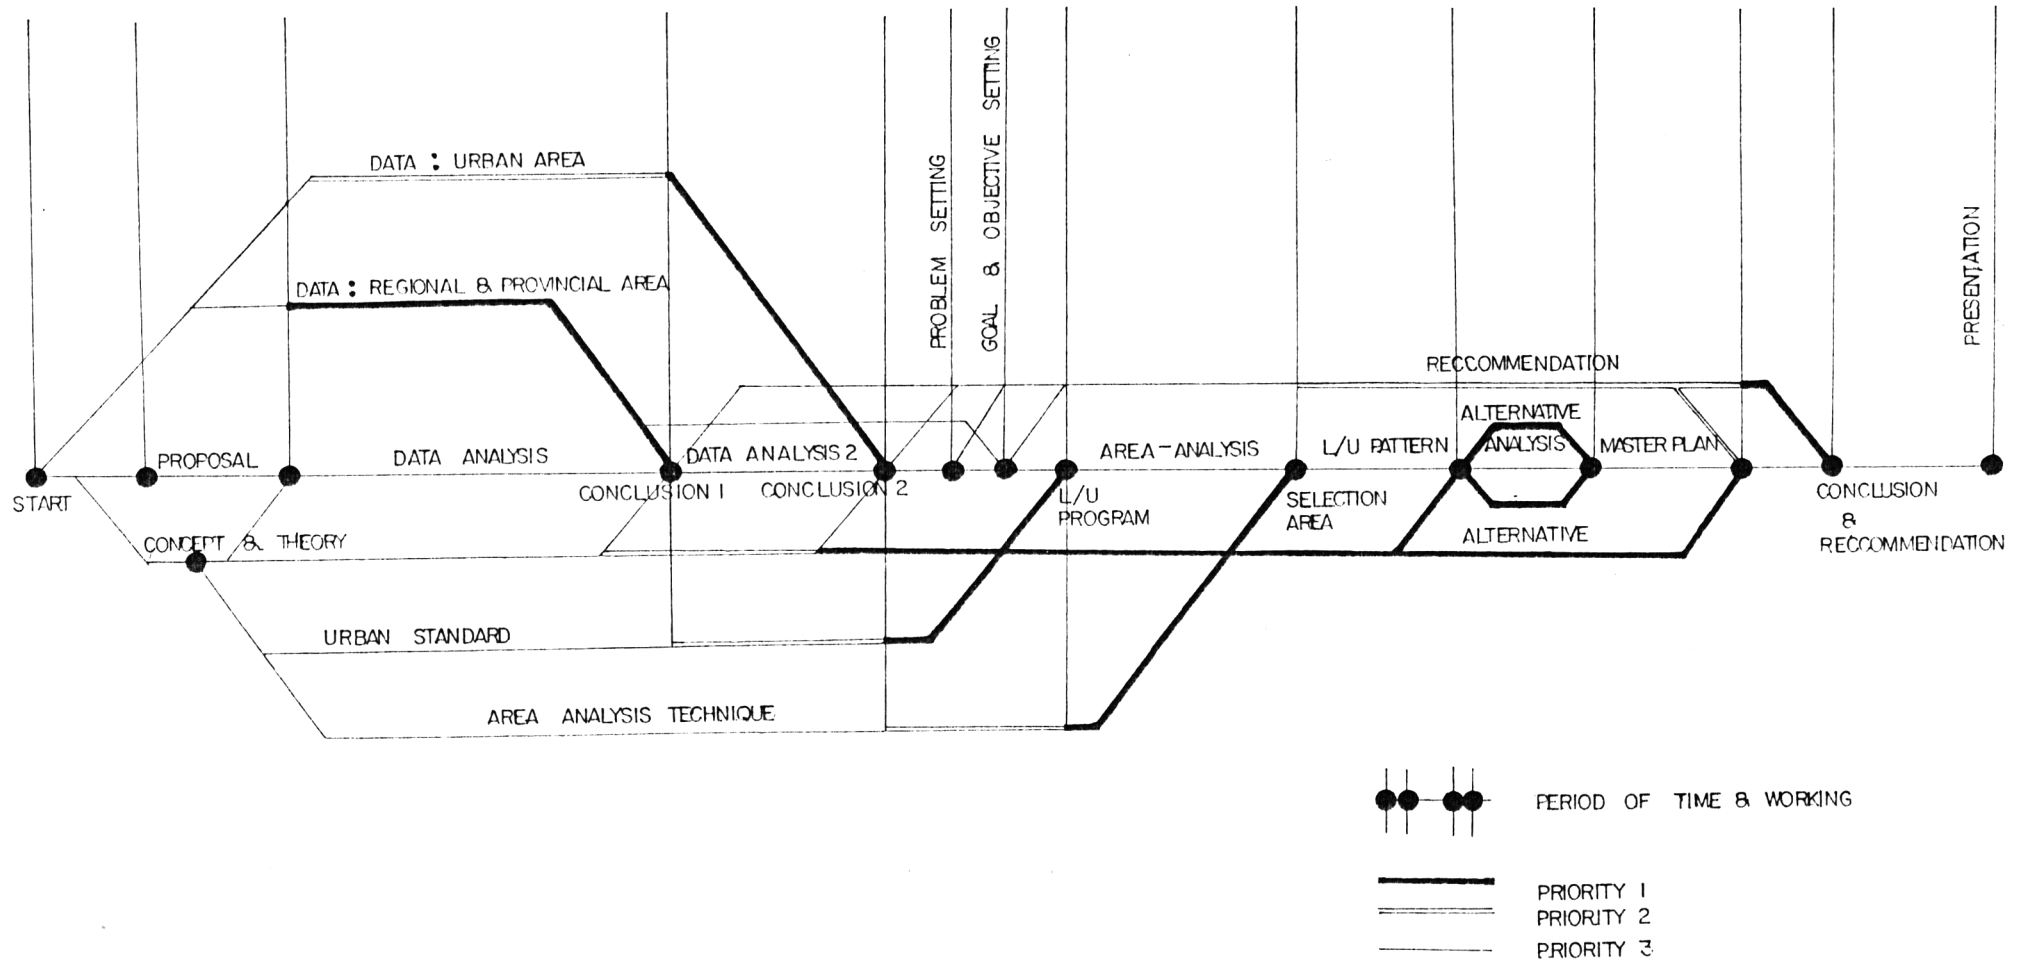 DATA : URBAN AREA
DATA : REGIONAL & PROVINCIAL AREA
PROBLEM SETTING
GOAL & OBJECTIVE SETTING
PRESENTATION
RECCOMMENDATION
ALTERNATIVE
PROPOSAL
DATA ANALYSIS
DATA ANALYSIS 2
AREA-ANALYSIS
L/U PATTERN
ANALYSIS
MASTER PLAN
START
CONCLUSION 1
CONCLUSION 2
L/U
PROGRAM
SELECTION
AREA
CONCLUSION
&
RECCOMMENDATION
ALTERNATIVE
CONCEPT & THEORY
URBAN STANDARD
AREA ANALYSIS TECHNIQUE
PERIOD OF TIME & WORKING
PRIORITY 1
PRIORITY 2
PRIORITY 3